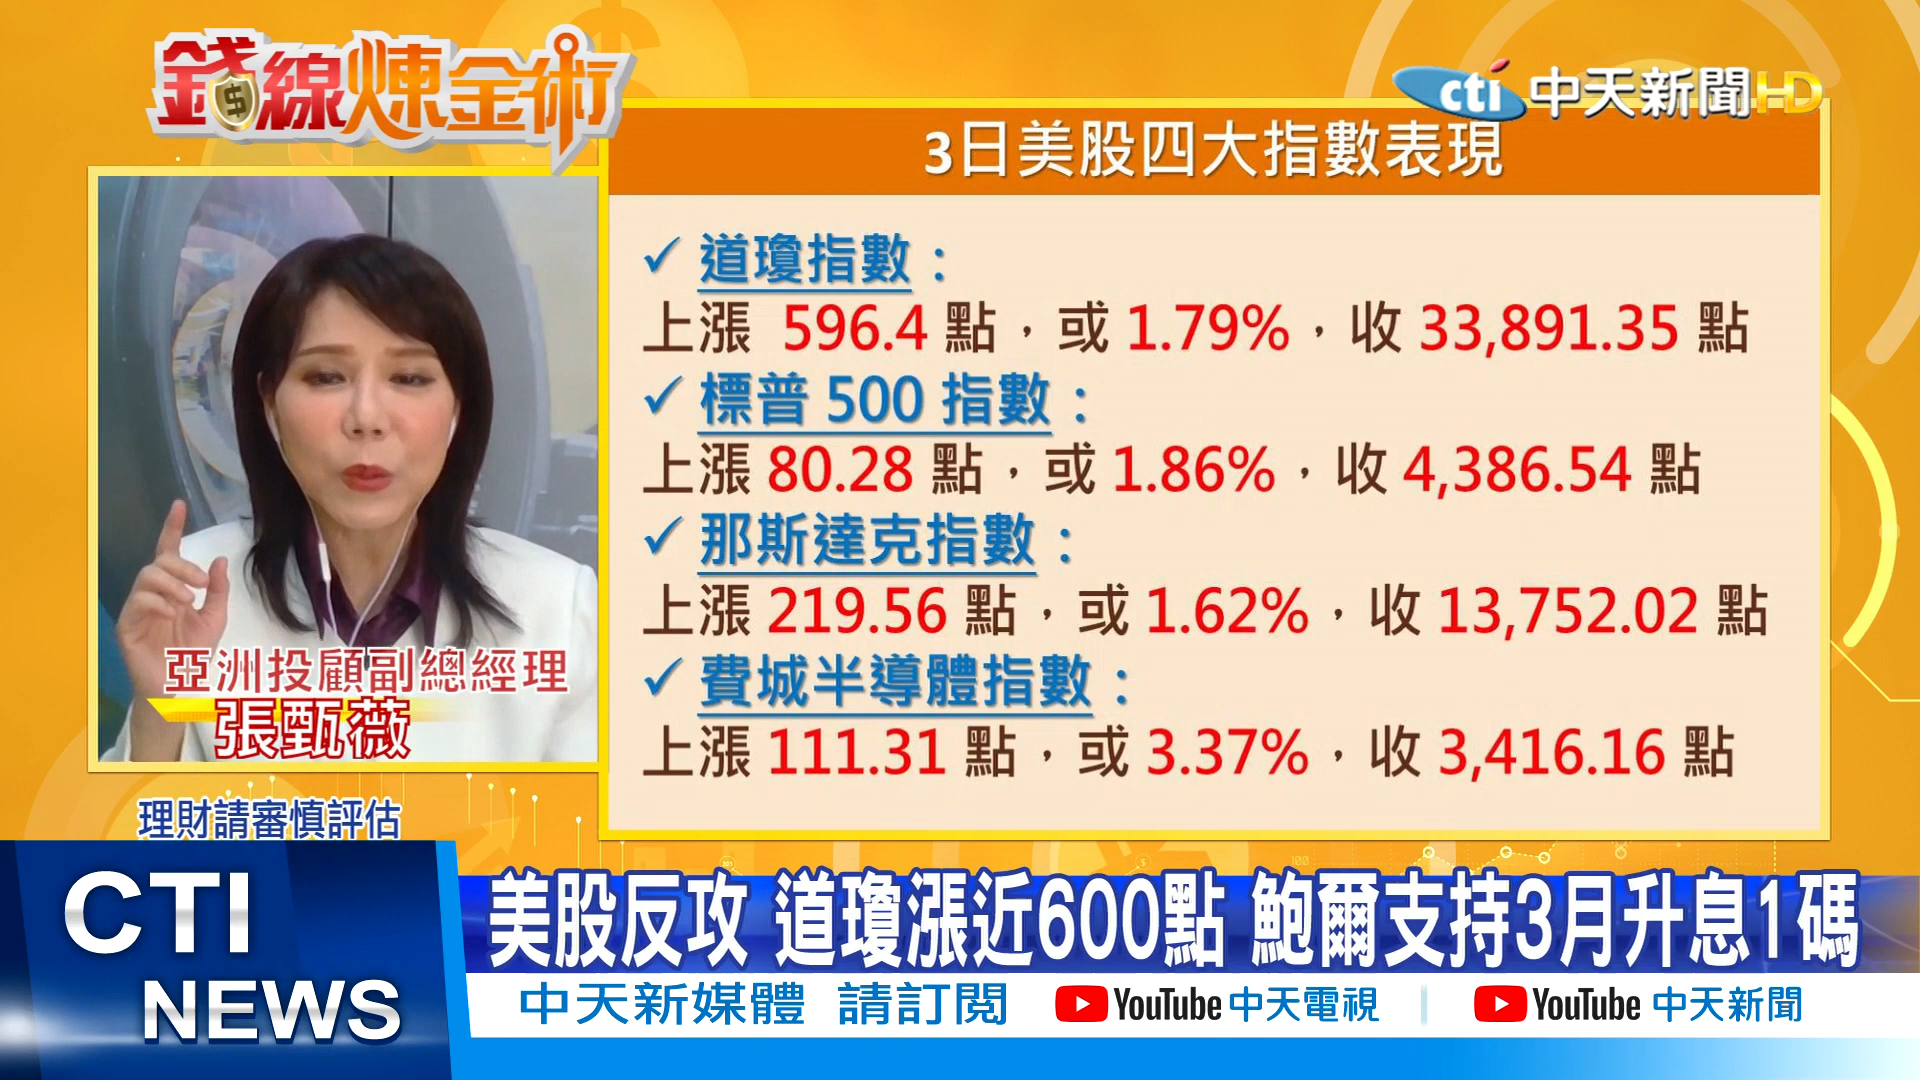 錢線煉金術
cti 中天新聞HD
3日美股四大指數表現
✓ 道瓊指數：
上漲 596.4 點，或 1.79%，收 33,891.35 點
✓ 標普 500 指數：
上漲 80.28 點，或 1.86%，收 4,386.54 點
✓ 那斯達克指數：
上漲 219.56 點，或 1.62%，收 13,752.02 點
✓ 費城半導體指數：
上漲 111.31 點，或 3.37%，收 3,416.16 點
亞洲投顧副總經理
張甄薇
理財請審慎評估
CTI
NEWS
美股反攻 道瓊漲近600點 鮑爾支持3月升息1碼
中天新媒體 請訂閱 YouTube 中天電視 | YouTube 中天新聞